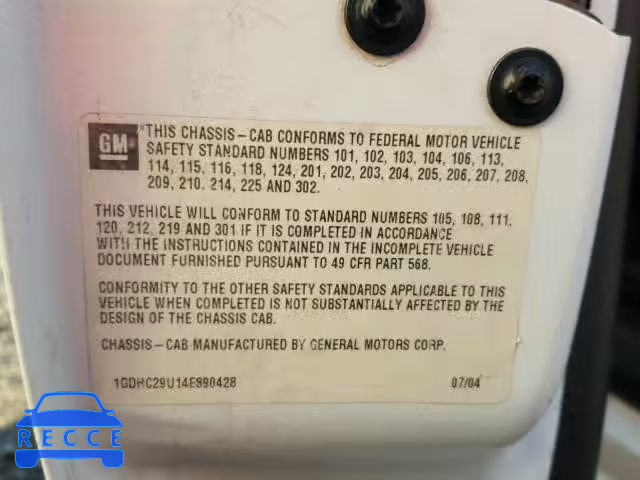 GM
THIS CHASSIS-CAB CONFORMS TO FEDERAL MOTOR VEHICLE
SAFETY STANDARD NUMBERS 101, 102, 103, 104, 106, 113,
114, 115, 116, 118, 124, 201, 202, 203, 204, 205, 206, 207, 208,
209, 210, 214, 225 AND 302.
THIS VEHICLE WILL CONFORM TO STANDARD NUMBERS 105, 108, 111,
120, 212, 219 AND 301 IF IT IS COMPLETED IN ACCORDANCE
WITH THE INSTRUCTIONS CONTAINED IN THE INCOMPLETE VEHICLE
DOCUMENT FURNISHED PURSUANT TO 49 CFR PART 568.
CONFORMITY TO THE OTHER SAFETY STANDARDS APPLICABLE TO THIS
VEHICLE WHEN COMPLETED IS NOT SUBSTANTIALLY AFFECTED BY THE
DESIGN OF THE CHASSIS CAB.
CHASSIS-CAB MANUFACTURED BY GENERAL MOTORS CORP.
1GDHC29U14E390428 07/04
RECCE